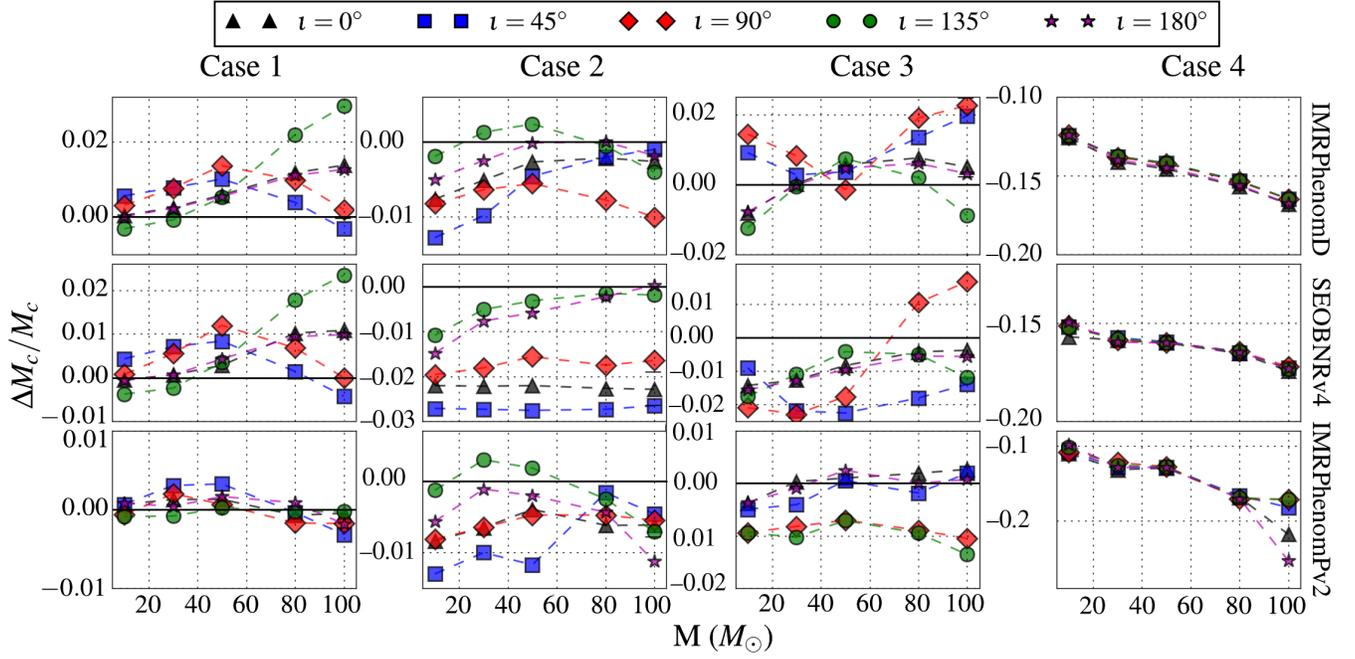 ι = 0° ι = 45° ι = 90° ι = 135° ι = 180°
Case 1 Case 2 Case 3 Case 4
0.02 0.00
0.00 −0.01
0.02 0.00 −0.02
−0.10 −0.15 −0.20
IMRPhenomD
0.02 0.01 0.00 −0.01
0.00 −0.01 −0.02 −0.03
0.01 0.00 −0.01 −0.02
−0.15 −0.20
SEOBNRv4
ΔM_c/M_c
0.01 0.00 −0.01
0.00 −0.01
0.01 0.00 0.01 −0.02
−0.1 −0.2
IMRPhenomPv2
20 40 60 80 100
20 40 60 80 100
20 40 60 80 100
20 40 60 80 100
M (M_⊙)